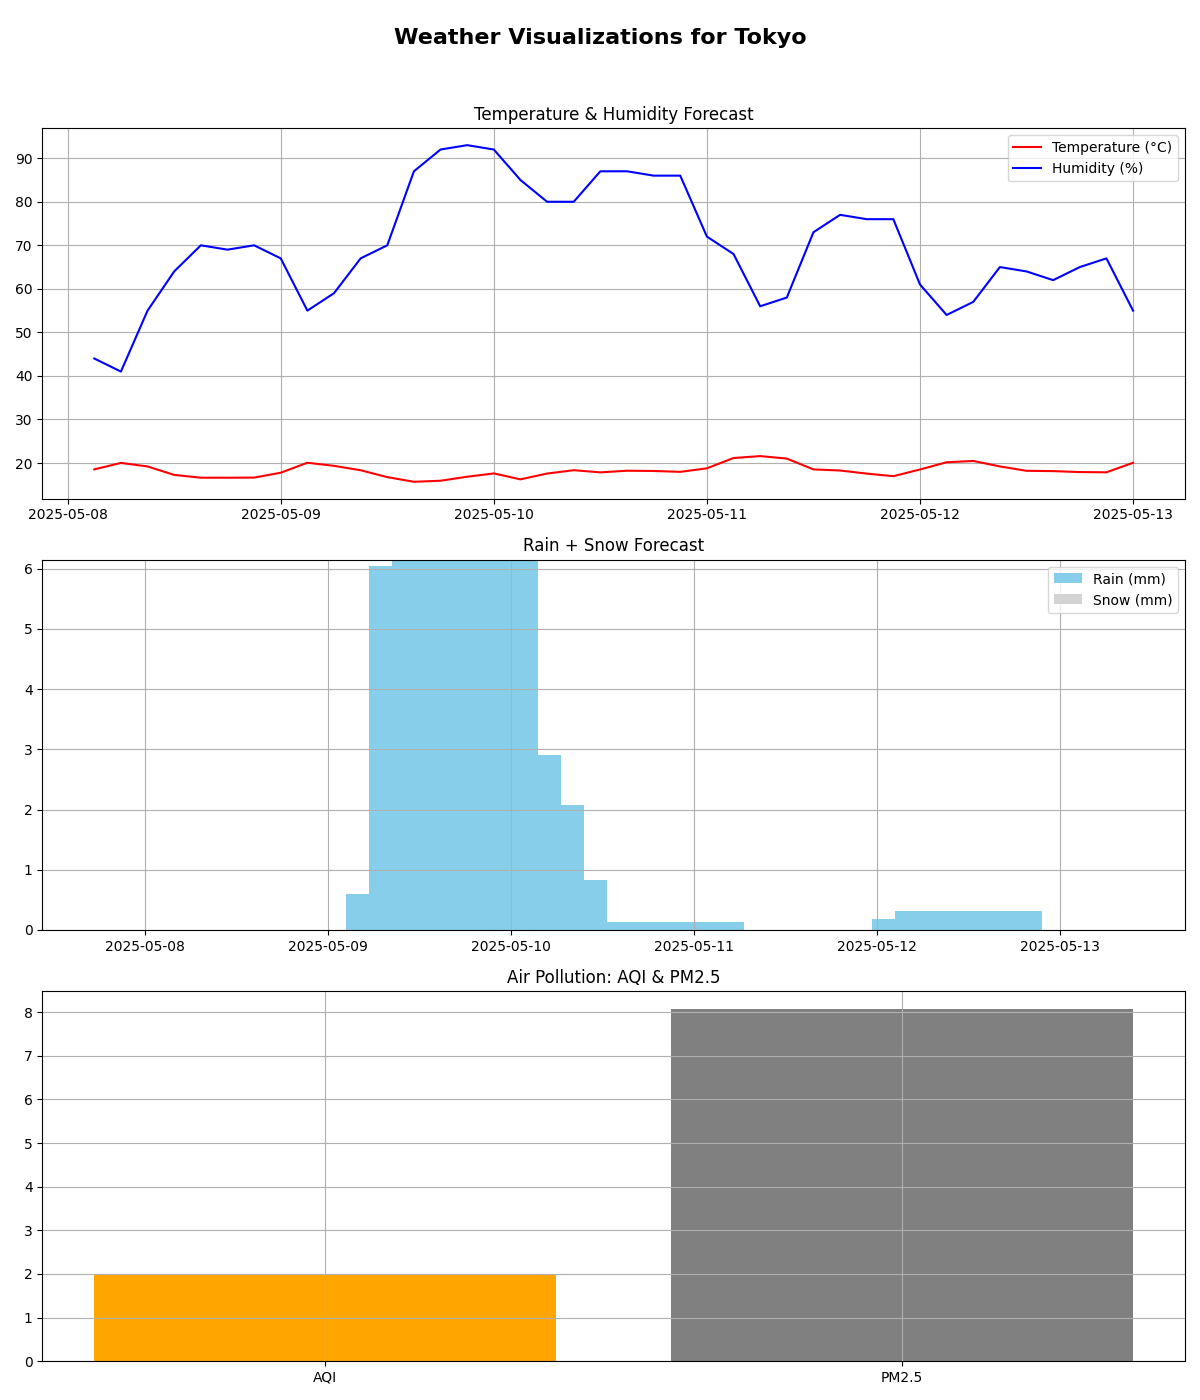 Weather Visualizations for Tokyo
Temperature & Humidity Forecast
Temperature (°C)
Humidity (%)
90
80
70
60
50
40
30
20
2025-05-08 2025-05-09 2025-05-10 2025-05-11 2025-05-12 2025-05-13
Rain + Snow Forecast
Rain (mm)
Snow (mm)
6
5
4
3
2
1
0
2025-05-08 2025-05-09 2025-05-10 2025-05-11 2025-05-12 2025-05-13
Air Pollution: AQI & PM2.5
8
7
6
5
4
3
2
1
0
AQI PM2.5